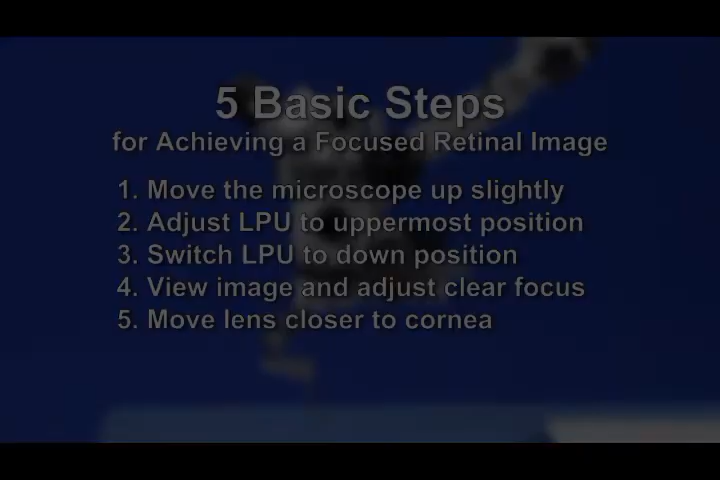 5 Basic Steps
for Achieving a Focused Retinal Image
1. Move the microscope up slightly
2. Adjust LPU to uppermost position
3. Switch LPU to down position
4. View image and adjust clear focus
5. Move lens closer to cornea